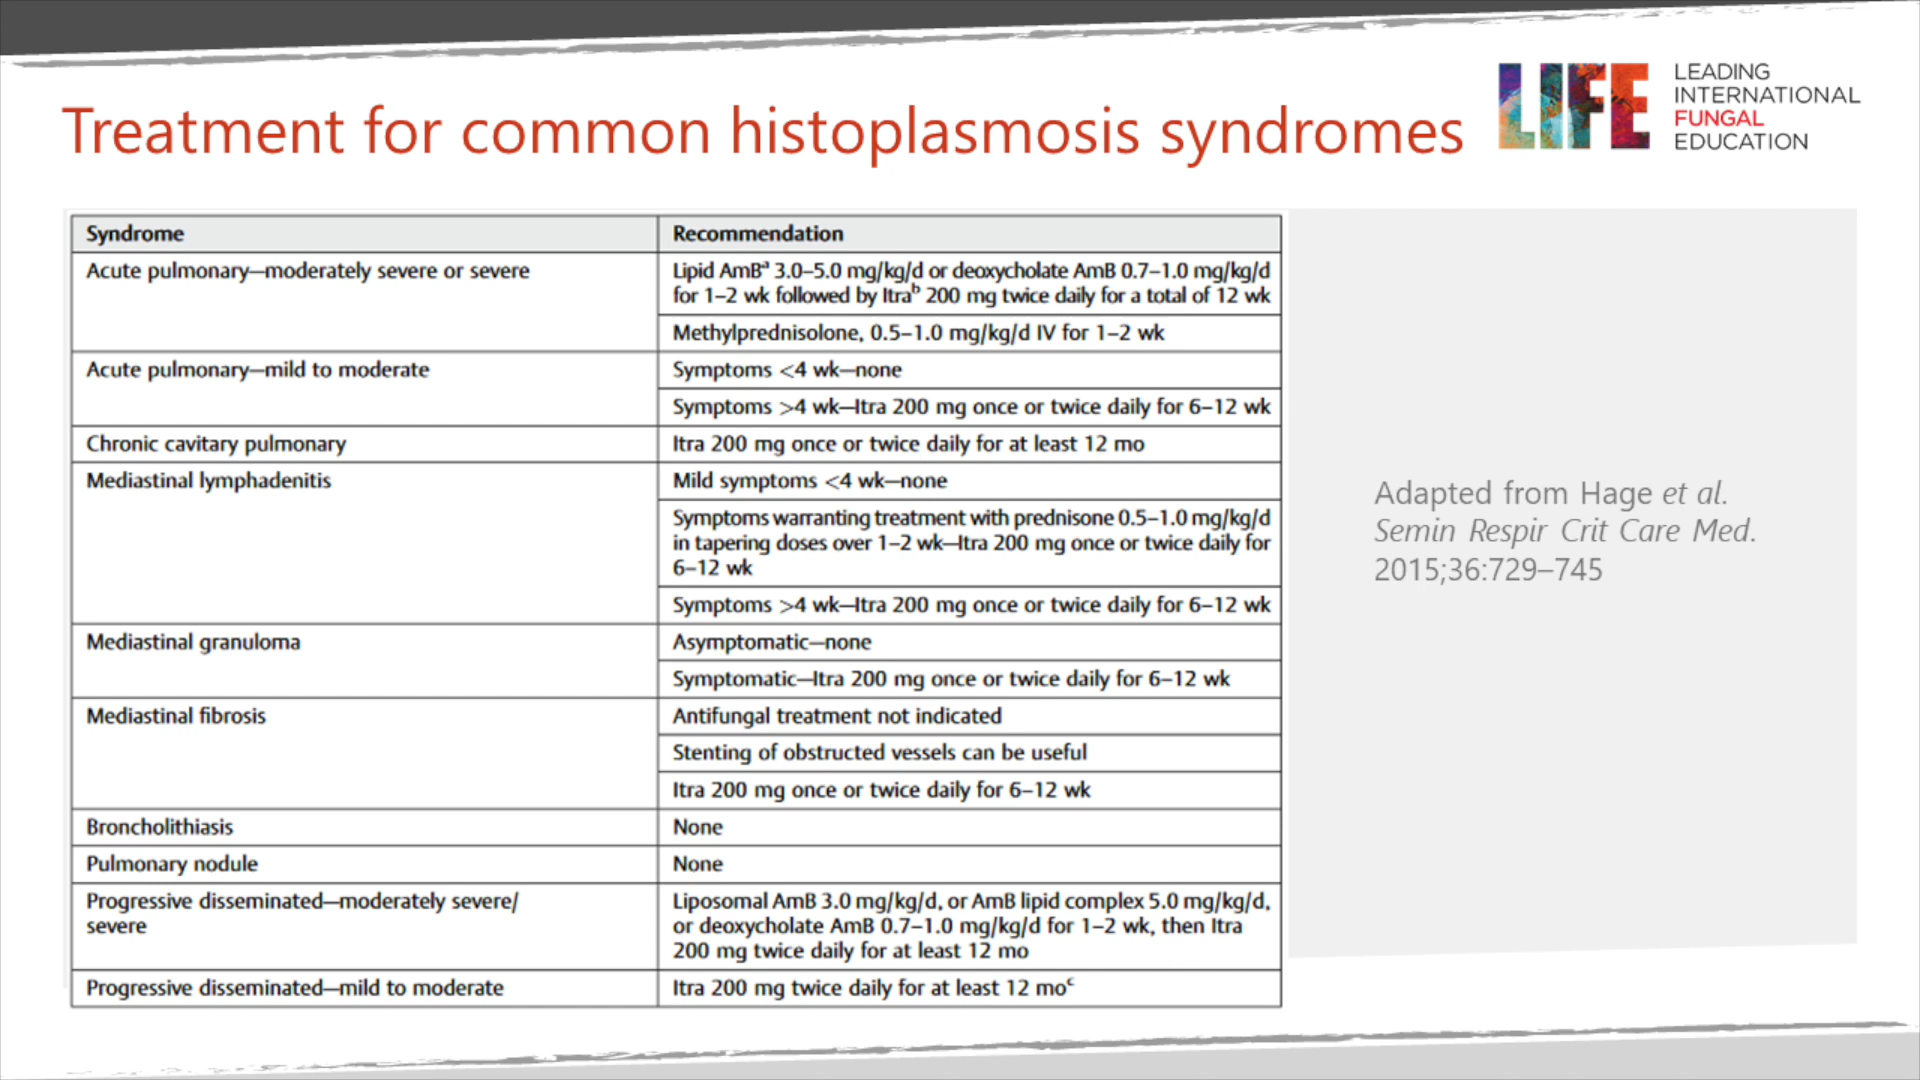 Treatment for common histoplasmosis syndromes
LIFE
LEADING
INTERNATIONAL
FUNGAL
EDUCATION
Syndrome
Recommendation
Acute pulmonary—moderately severe or severe
Lipid AmBᵃ 3.0–5.0 mg/kg/d or deoxycholate AmB 0.7–1.0 mg/kg/d
for 1–2 wk followed by Itraᵇ 200 mg twice daily for a total of 12 wk
Methylprednisolone, 0.5–1.0 mg/kg/d IV for 1–2 wk
Acute pulmonary—mild to moderate
Symptoms <4 wk—none
Symptoms >4 wk—Itra 200 mg once or twice daily for 6–12 wk
Chronic cavitary pulmonary
Itra 200 mg once or twice daily for at least 12 mo
Mediastinal lymphadenitis
Mild symptoms <4 wk—none
Symptoms warranting treatment with prednisone 0.5–1.0 mg/kg/d
in tapering doses over 1–2 wk—Itra 200 mg once or twice daily for
6–12 wk
Symptoms >4 wk—Itra 200 mg once or twice daily for 6–12 wk
Mediastinal granuloma
Asymptomatic—none
Symptomatic—Itra 200 mg once or twice daily for 6–12 wk
Mediastinal fibrosis
Antifungal treatment not indicated
Stenting of obstructed vessels can be useful
Itra 200 mg once or twice daily for 6–12 wk
Broncholithiasis
None
Pulmonary nodule
None
Progressive disseminated—moderately severe/
severe
Liposomal AmB 3.0 mg/kg/d, or AmB lipid complex 5.0 mg/kg/d,
or deoxycholate AmB 0.7–1.0 mg/kg/d for 1–2 wk, then Itra
200 mg twice daily for at least 12 mo
Progressive disseminated—mild to moderate
Itra 200 mg twice daily for at least 12 moᶜ
Adapted from Hage et al.
Semin Respir Crit Care Med.
2015;36:729–745